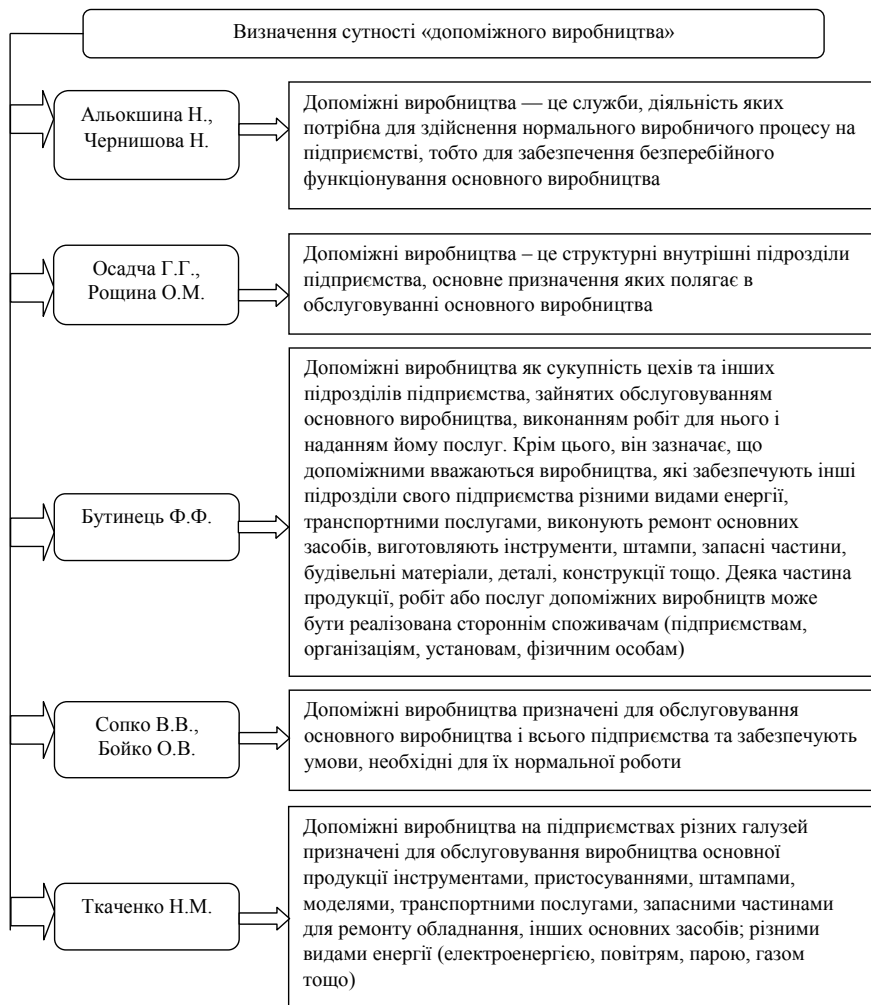 Визначення сутності «допоміжного виробництва»
Альокшина Н.,
Чернишова Н.
Допоміжні виробництва — це служби, діяльність яких
потрібна для здійснення нормального виробничого процесу на
підприємстві, тобто для забезпечення безперебійного
функціонування основного виробництва
Осадча Г.Г.,
Рощина О.М.
Допоміжні виробництва – це структурні внутрішні підрозділи
підприємства, основне призначення яких полягає в
обслуговуванні основного виробництва
Бутинець Ф.Ф.
Допоміжні виробництва як сукупність цехів та інших
підрозділів підприємства, зайнятих обслуговуванням
основного виробництва, виконанням робіт для нього і
наданням йому послуг. Крім цього, він зазначає, що
допоміжними вважаються виробництва, які забезпечують інші
підрозділи свого підприємства різними видами енергії,
транспортними послугами, виконують ремонт основних
засобів, виготовляють інструменти, штампи, запасні частини,
будівельні матеріали, деталі, конструкції тощо. Деяка частина
продукції, робіт або послуг допоміжних виробництв може
бути реалізована стороннім споживачам (підприємствам,
організаціям, установам, фізичним особам)
Сопко В.В.,
Бойко О.В.
Допоміжні виробництва призначені для обслуговування
основного виробництва і всього підприємства та забезпечують
умови, необхідні для їх нормальної роботи
Ткаченко Н.М.
Допоміжні виробництва на підприємствах різних галузей
призначені для обслуговування виробництва основної
продукції інструментами, пристосуваннями, штампами,
моделями, транспортними послугами, запасними частинами
для ремонту обладнання, інших основних засобів; різними
видами енергії (електроенергією, повітрям, парою, газом
тощо)